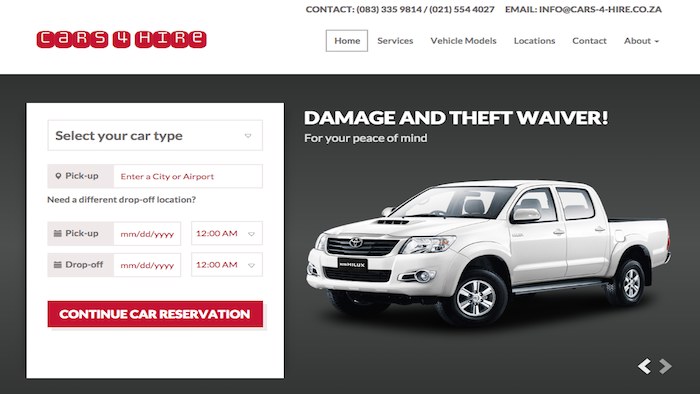 CONTACT: (083) 335 9814 / (021) 554 4027 EMAIL: INFO@CARS-4-HIRE.CO.ZA
CARS 4 HIRE
Home Services Vehicle Models Locations Contact About
DAMAGE AND THEFT WAIVER!
For your peace of mind
Select your car type
Pick-up Enter a City or Airport
Need a different drop-off location?
Pick-up mm/dd/yyyy 12:00 AM
Drop-off mm/dd/yyyy 12:00 AM
CONTINUE CAR RESERVATION
HILUX